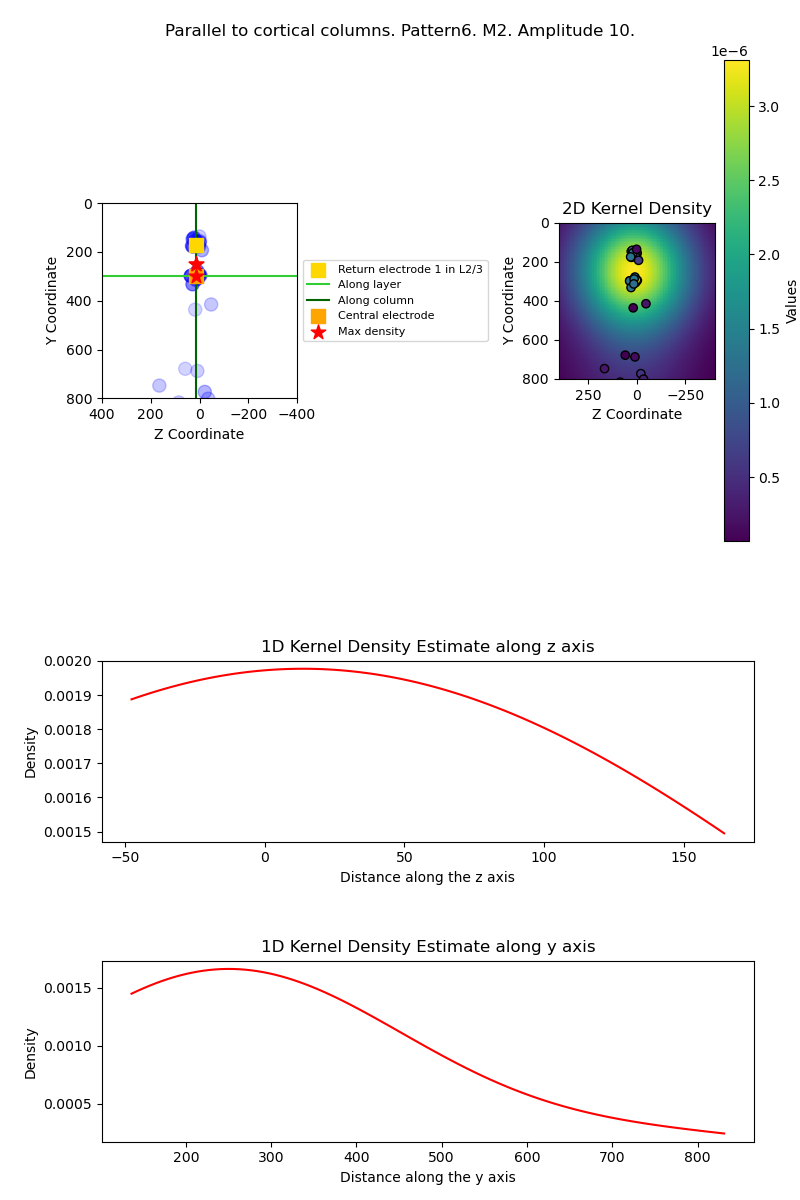 Parallel to cortical columns. Pattern6. M2. Amplitude 10.
0
200
400
600
800
400
200
0
−200
−400
Y Coordinate
Z Coordinate
Return electrode 1 in L2/3
Along layer
Along column
Central electrode
Max density
2D Kernel Density
0
200
400
600
800
250
0
−250
Y Coordinate
Z Coordinate
1e−6
3.0
2.5
2.0
1.5
1.0
0.5
Values
1D Kernel Density Estimate along z axis
0.0020
0.0019
0.0018
0.0017
0.0016
0.0015
Density
−50
0
50
100
150
Distance along the z axis
1D Kernel Density Estimate along y axis
0.0015
0.0010
0.0005
Density
200
300
400
500
600
700
800
Distance along the y axis